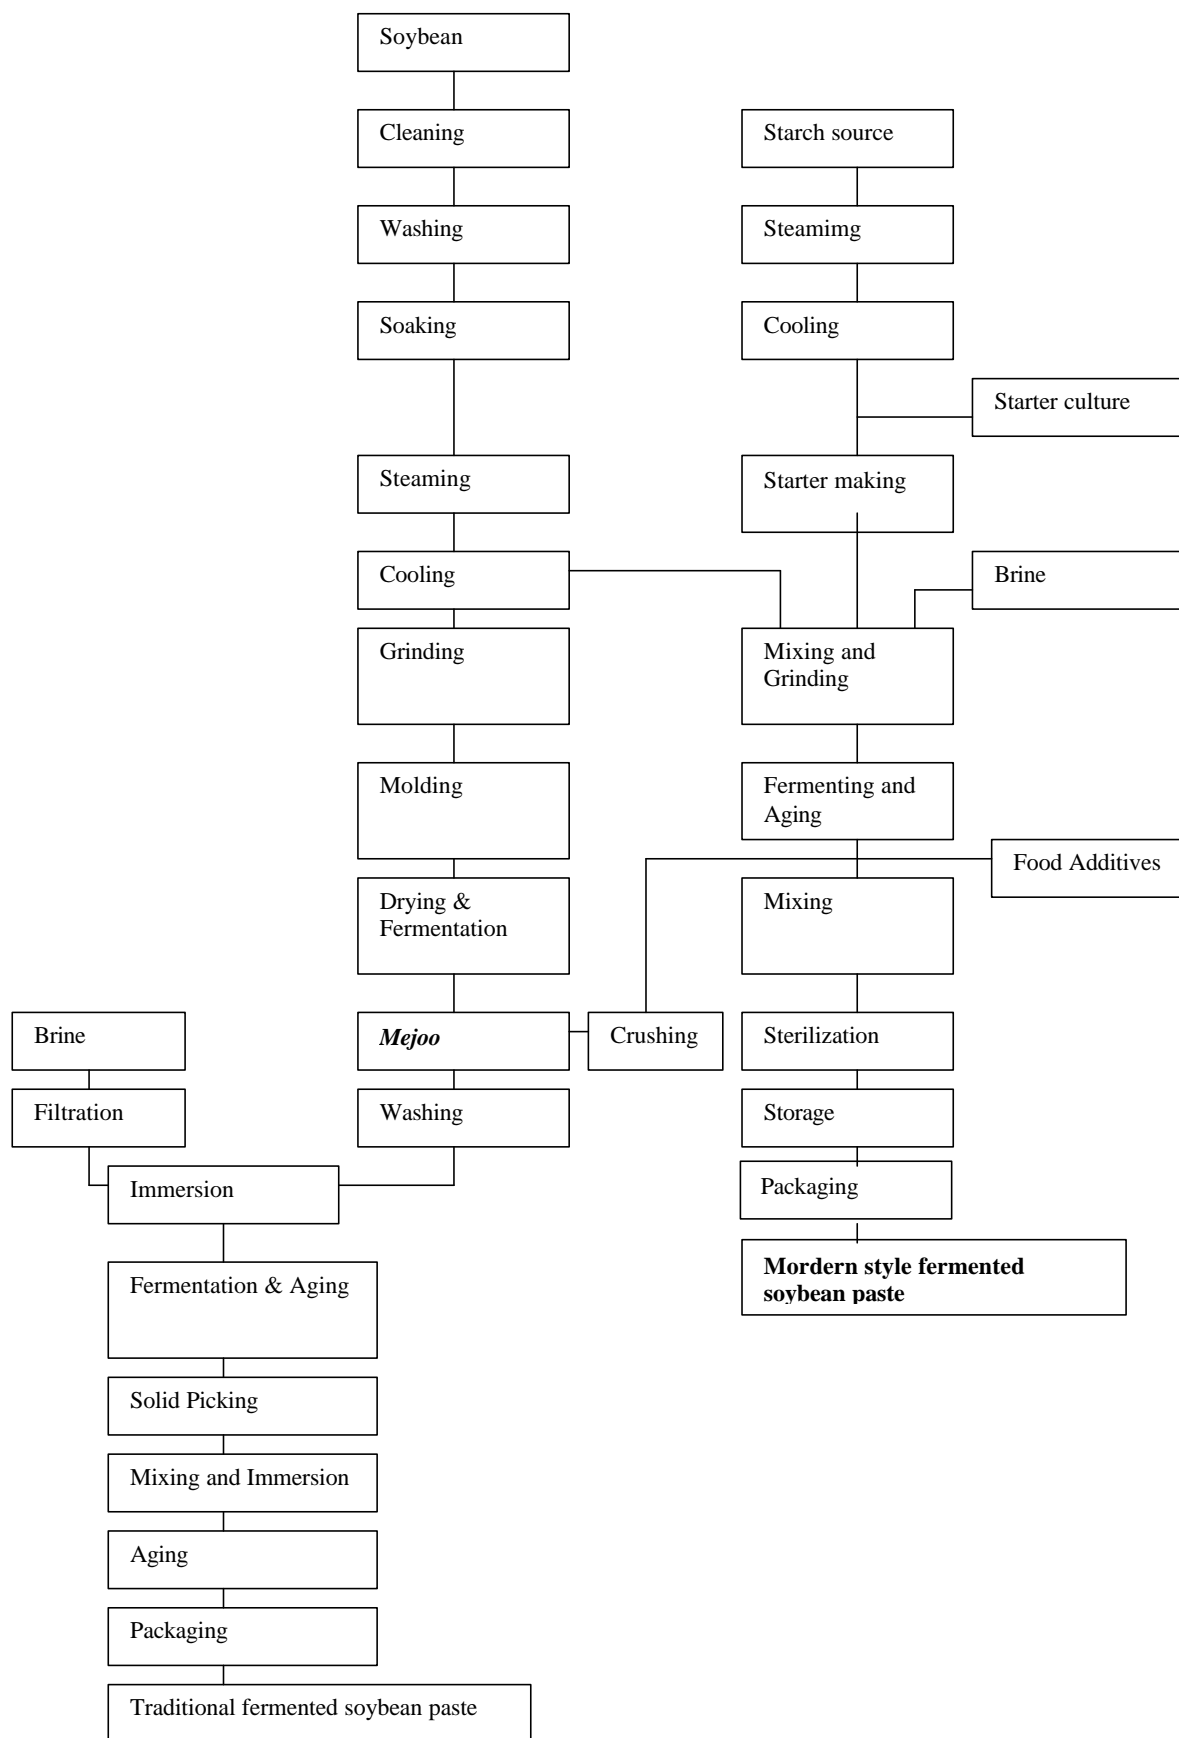 Soybean
Cleaning
Starch source
Washing
Steamimg
Soaking
Cooling
Starter culture
Steaming
Starter making
Cooling
Brine
Grinding
Mixing and
Grinding
Molding
Fermenting and
Aging
Food Additives
Drying &
Fermentation
Mixing
Brine
Mejoo
Crushing
Sterilization
Filtration
Washing
Storage
Immersion
Packaging
Fermentation & Aging
Mordern style fermented
soybean paste
Solid Picking
Mixing and Immersion
Aging
Packaging
Traditional fermented soybean paste